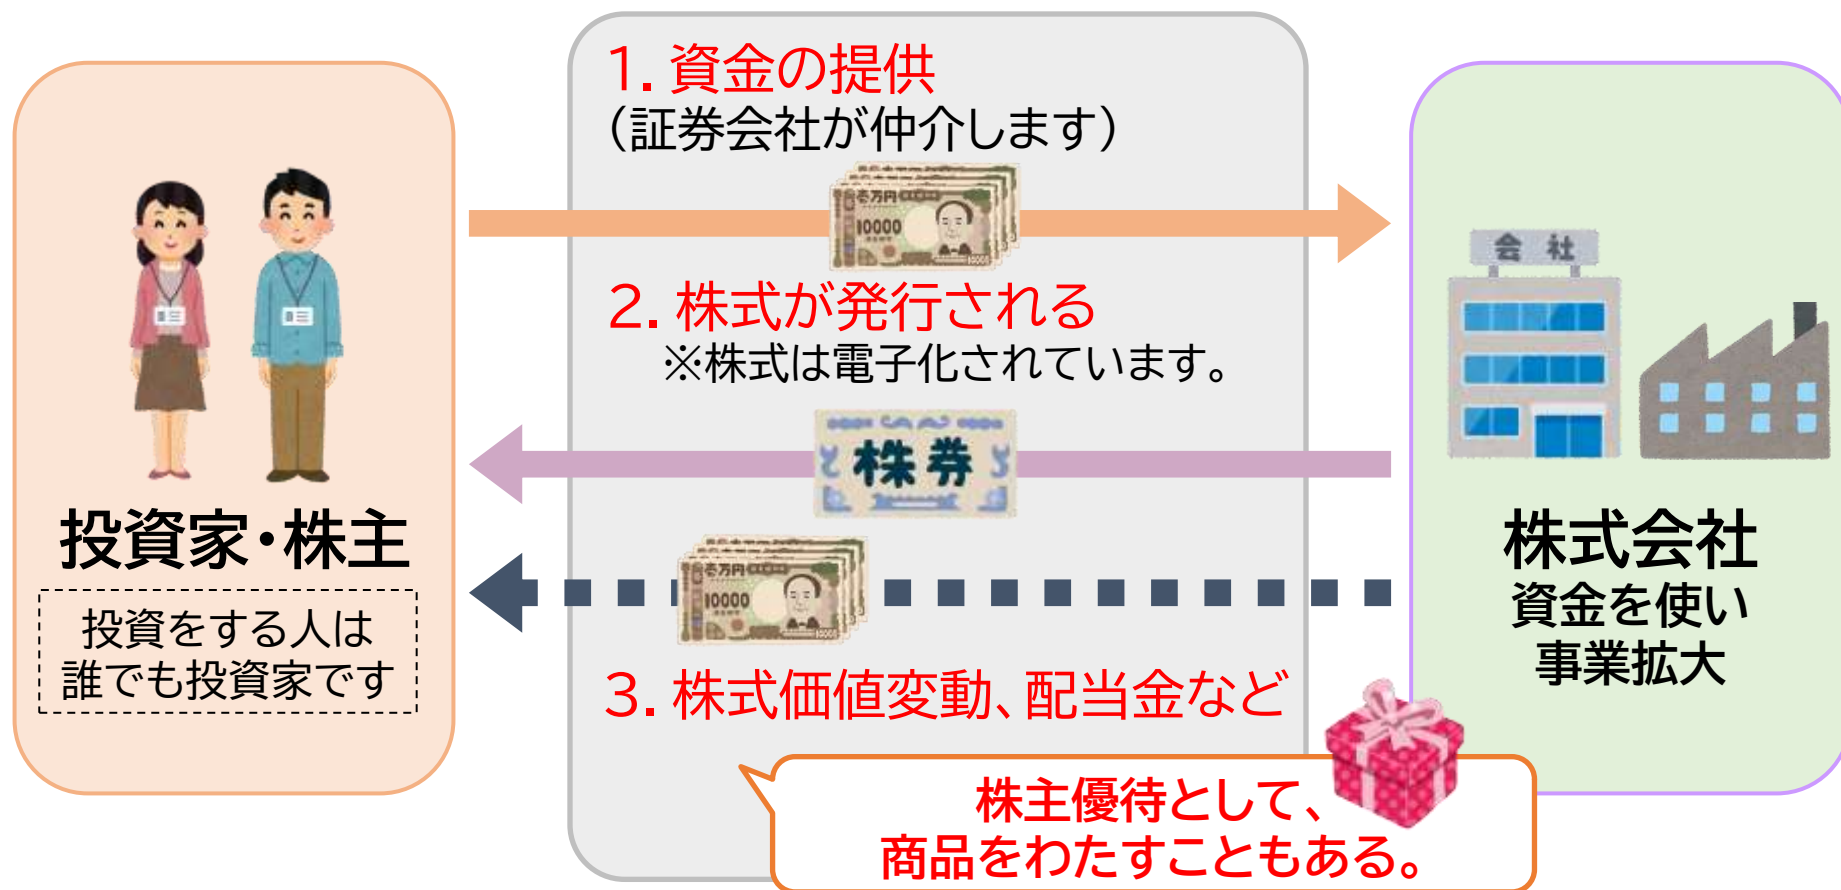 1. 資金の提供
(証券会社が仲介します)
壱万円
10000
10000
2. 株式が発行される
※株式は電子化されています。
株券
壱万円
10000
10000
3. 株式価値変動、配当金など
株主優待として、
商品をわたすこともある。
投資家・株主
投資をする人は
誰でも投資家です
会社
株式会社
資金を使い
事業拡大